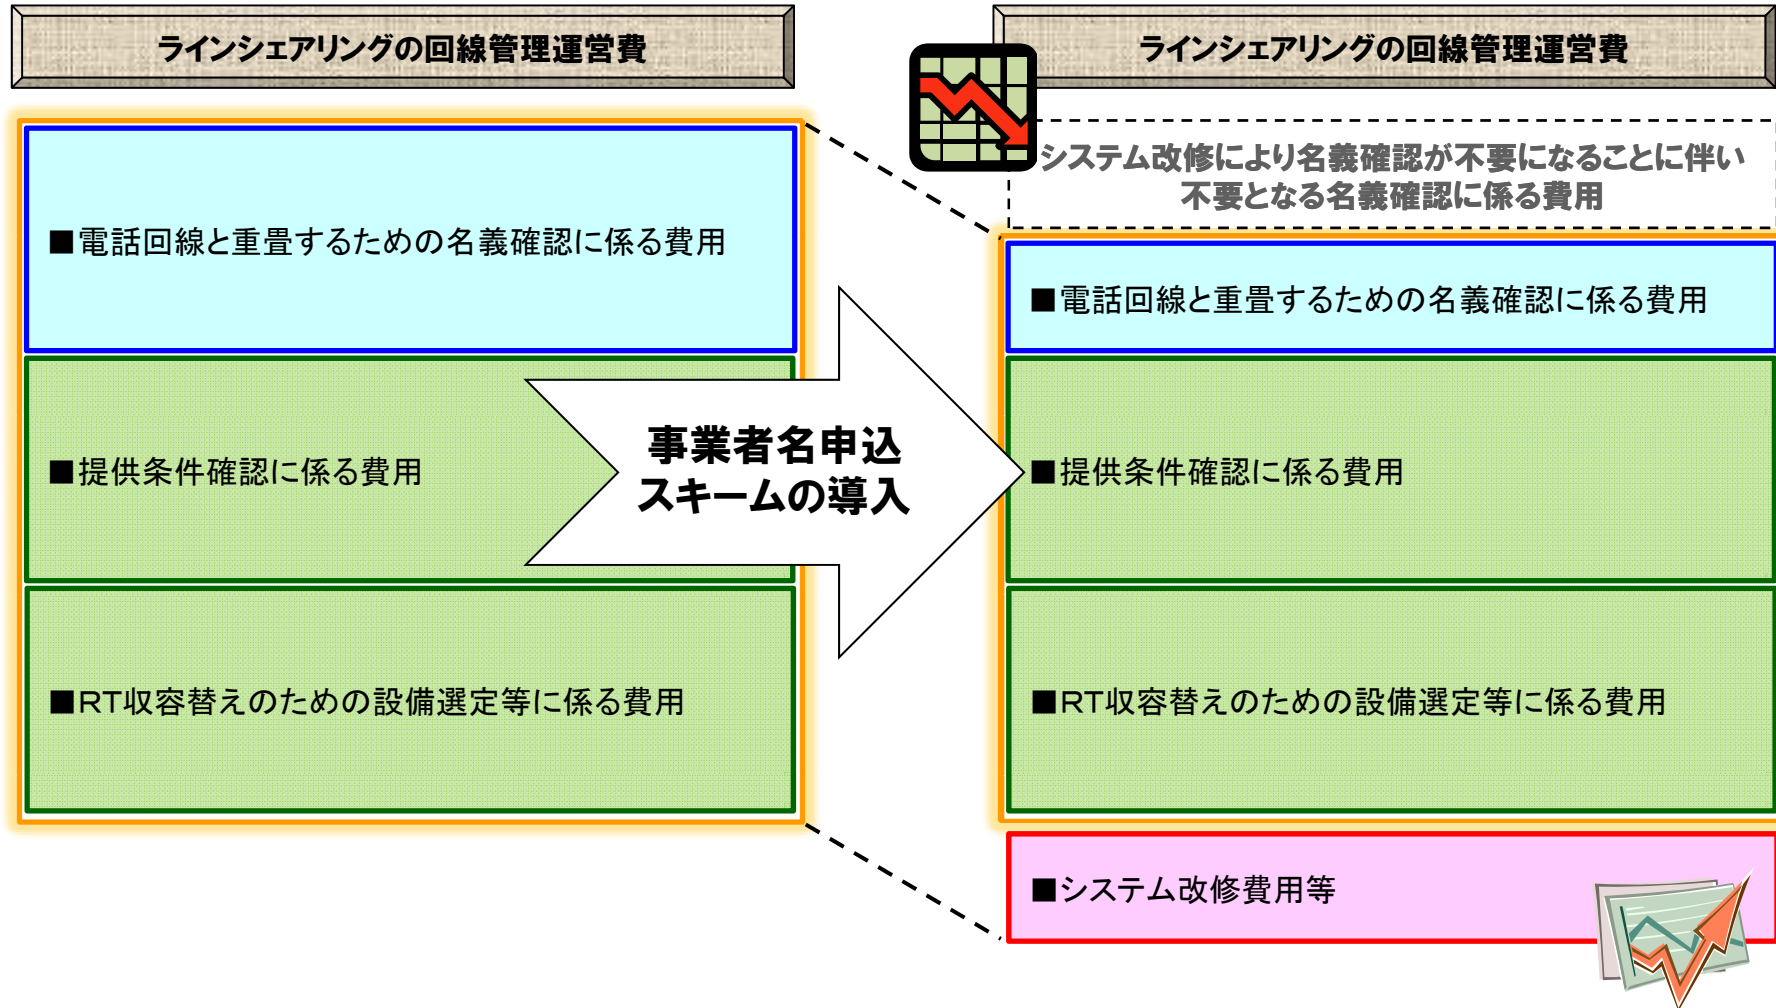 ラインシェアリングの回線管理運営費
■電話回線と重畳するための名義確認に係る費用
■提供条件確認に係る費用
■RT収容替えのための設備選定等に係る費用
事業者名申込
スキームの導入
ラインシェアリングの回線管理運営費
システム改修により名義確認が不要になることに伴い
不要となる名義確認に係る費用
■電話回線と重畳するための名義確認に係る費用
■提供条件確認に係る費用
■RT収容替えのための設備選定等に係る費用
■システム改修費用等